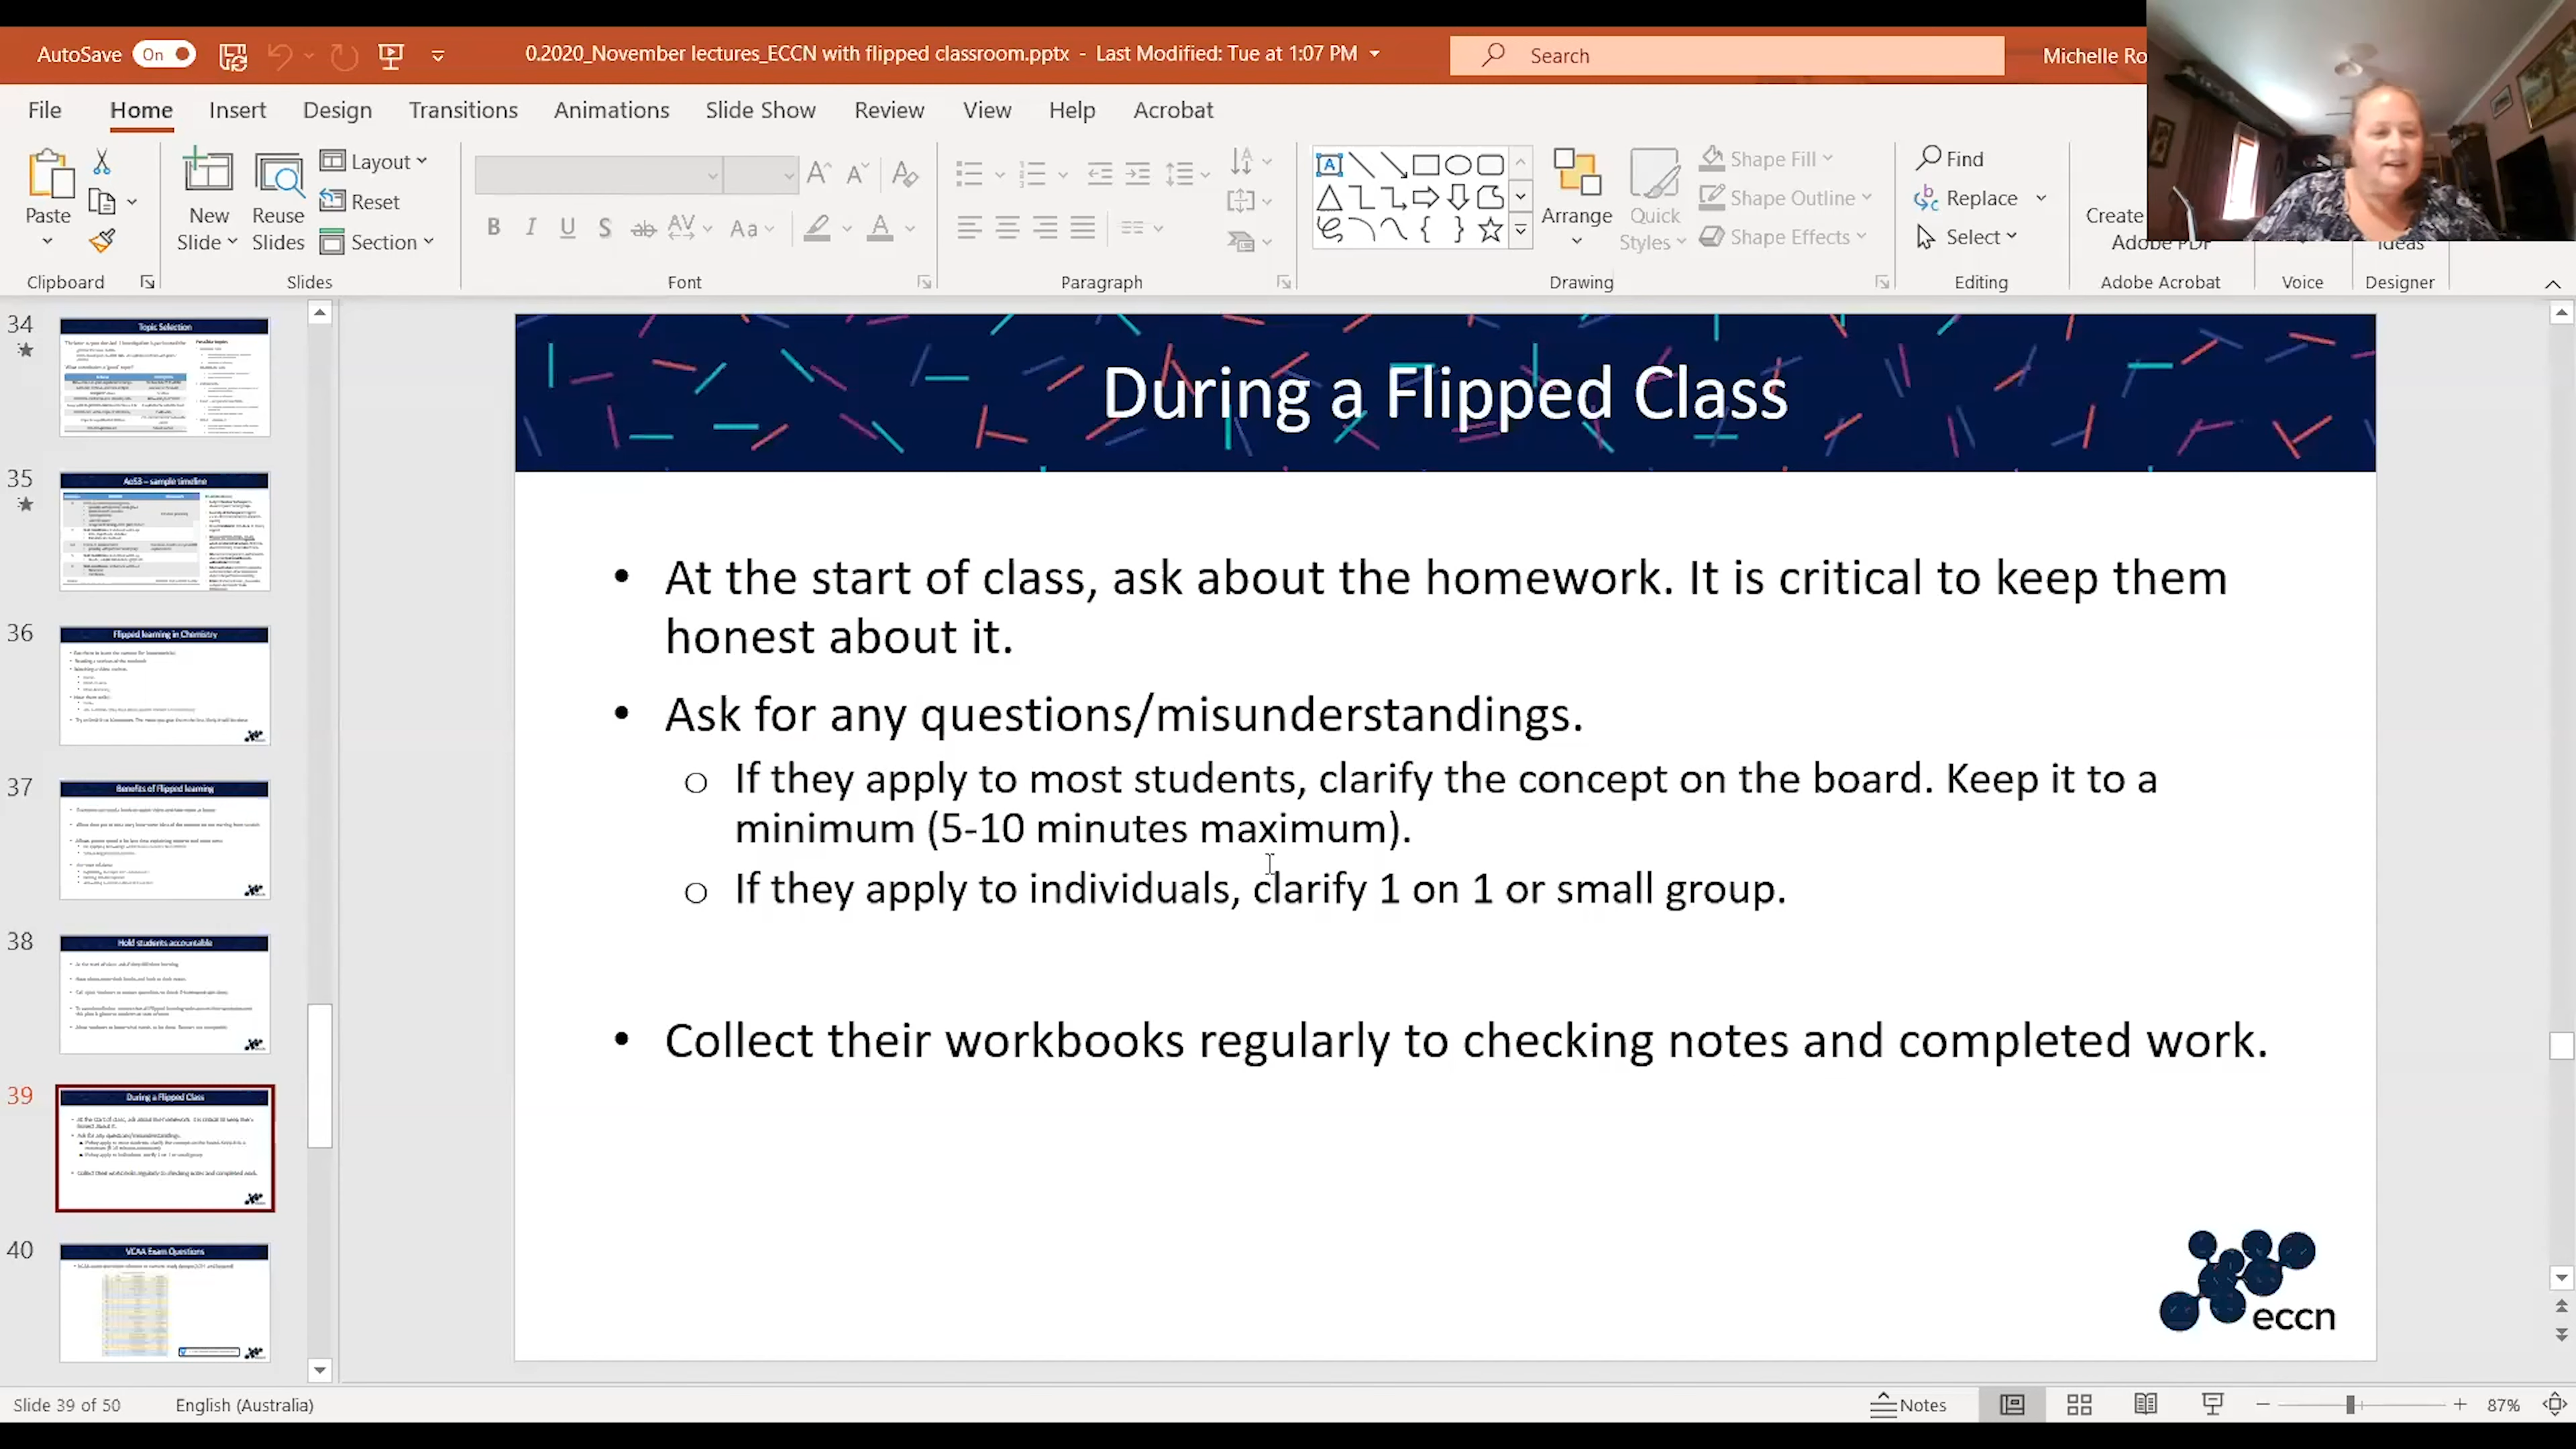 AutoSave On 0.2020_November lectures_ECCN with flipped classroom.pptx - Last Modified: Tue at 1:07 PM Search Michelle Ro
File Home Insert Design Transitions Animations Slide Show Review View Help Acrobat
Paste
New Slide
Reuse Slides
Layout
Reset
Section
B I U S ab AV Aa A
Arrange
Quick Styles
Shape Fill
Shape Outline
Shape Effects
Find
Replace
Select
Create
Adobe PDF
Ideas
Clipboard Slides Font Paragraph Drawing Editing Adobe Acrobat Voice Designer
34
Topic Selection
35
AoS3 – sample timeline
36
Flipped learning in Chemistry
37
Benefits of Flipped learning
38
Hold students accountable
39
During a Flipped Class
40
VCAA Exam Questions
During a Flipped Class
• At the start of class, ask about the homework. It is critical to keep them
honest about it.
• Ask for any questions/misunderstandings.
o If they apply to most students, clarify the concept on the board. Keep it to a
minimum (5-10 minutes maximum).
o If they apply to individuals, clarify 1 on 1 or small group.
• Collect their workbooks regularly to checking notes and completed work.
eccn
Slide 39 of 50 English (Australia) Notes 87%